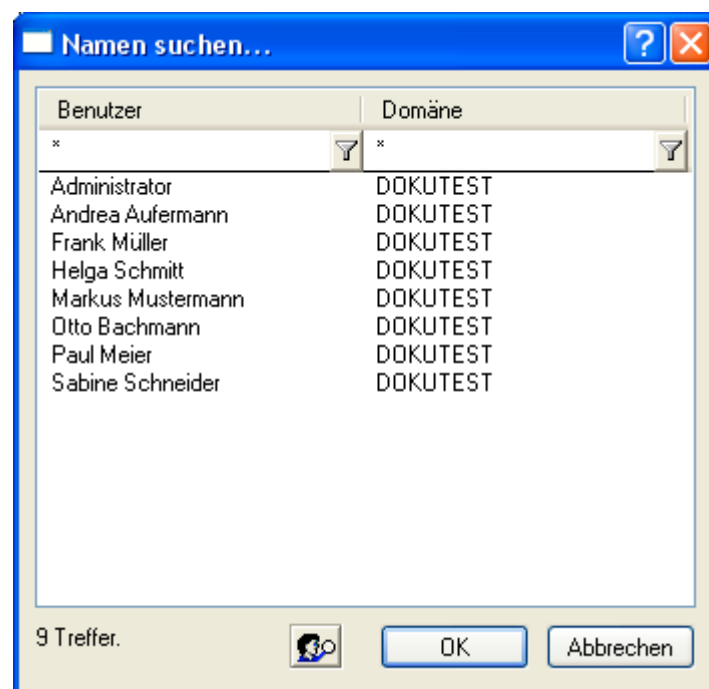 Namen suchen...
Benutzer Domäne
* *
Administrator DOKUTEST
Andrea Aufermann DOKUTEST
Frank Müller DOKUTEST
Helga Schmitt DOKUTEST
Markus Mustermann DOKUTEST
Otto Bachmann DOKUTEST
Paul Meier DOKUTEST
Sabine Schneider DOKUTEST
9 Treffer. OK Abbrechen